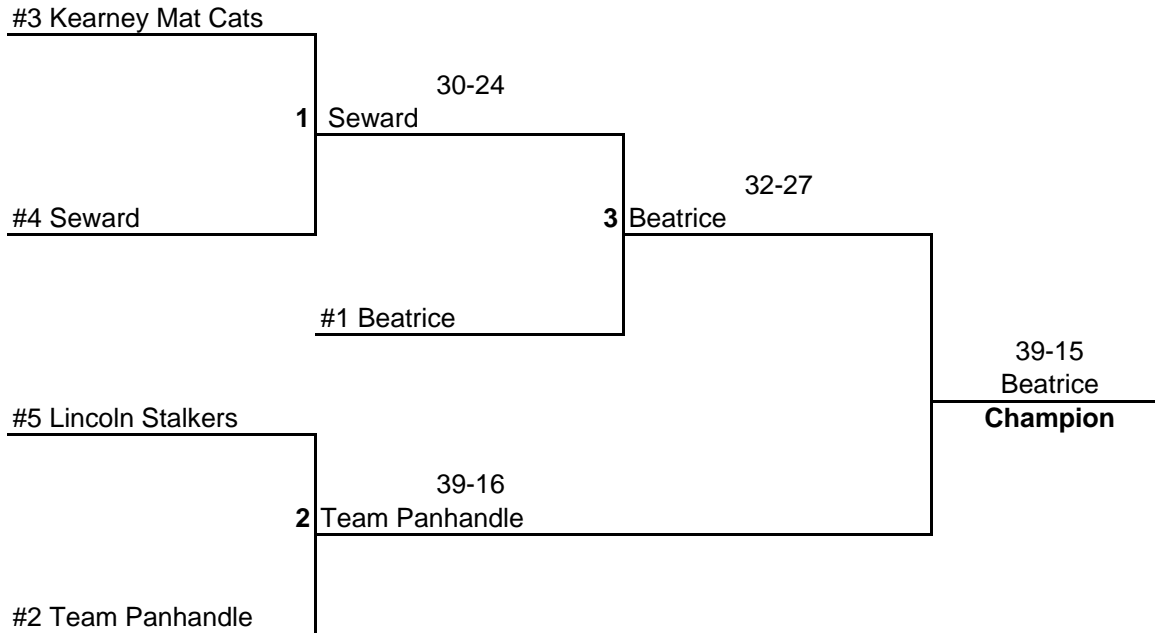 #3 Kearney Mat Cats
30-24
1 Seward
32-27
#4 Seward
3 Beatrice
#1 Beatrice
39-15
Beatrice
#5 Lincoln Stalkers
Champion
39-16
2 Team Panhandle
#2 Team Panhandle